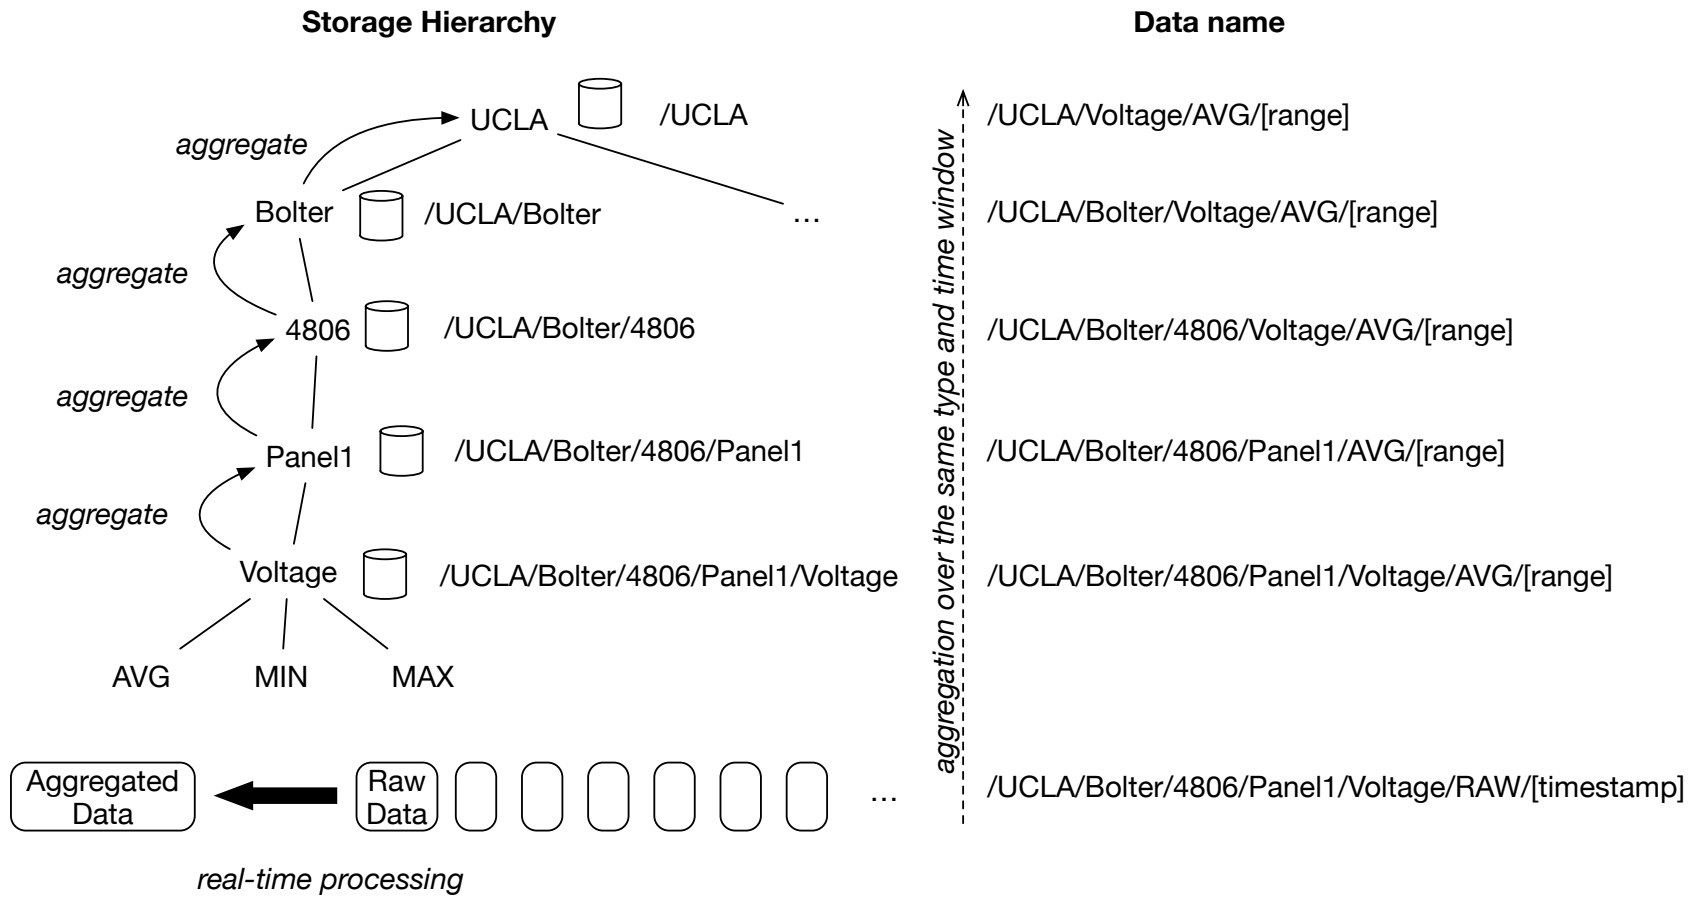 Storage Hierarchy
Data name
UCLA
/UCLA
/UCLA/Voltage/AVG/[range]
aggregate
Bolter
/UCLA/Bolter
...
/UCLA/Bolter/Voltage/AVG/[range]
aggregate
4806
/UCLA/Bolter/4806
/UCLA/Bolter/4806/Voltage/AVG/[range]
aggregate
Panel1
/UCLA/Bolter/4806/Panel1
/UCLA/Bolter/4806/Panel1/AVG/[range]
aggregate
Voltage
/UCLA/Bolter/4806/Panel1/Voltage
/UCLA/Bolter/4806/Panel1/Voltage/AVG/[range]
AVG
MIN
MAX
aggregation over the same type and time window
Aggregated
Data
Raw
Data
...
/UCLA/Bolter/4806/Panel1/Voltage/RAW/[timestamp]
real-time processing